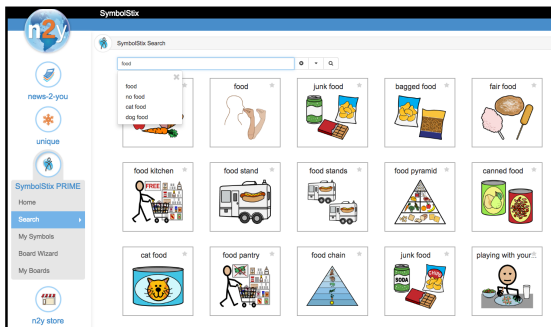 SymbolStix
n2y
SymbolStix Search
food
food
no food
cat food
dog food
food
junk food
bagged food
fair food
news-2-you
unique
SymbolStix PRIME
Home
Search
My Symbols
Board Wizard
My Boards
n2y store
food kitchen
food stand
food stands
food pyramid
canned food
FREE
cat food
food pantry
food chain
junk food
playing with your
SODA